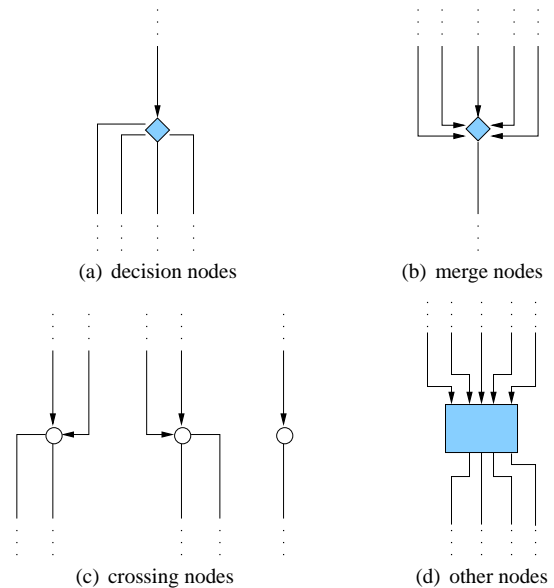 (a) decision nodes
(b) merge nodes
(c) crossing nodes
(d) other nodes